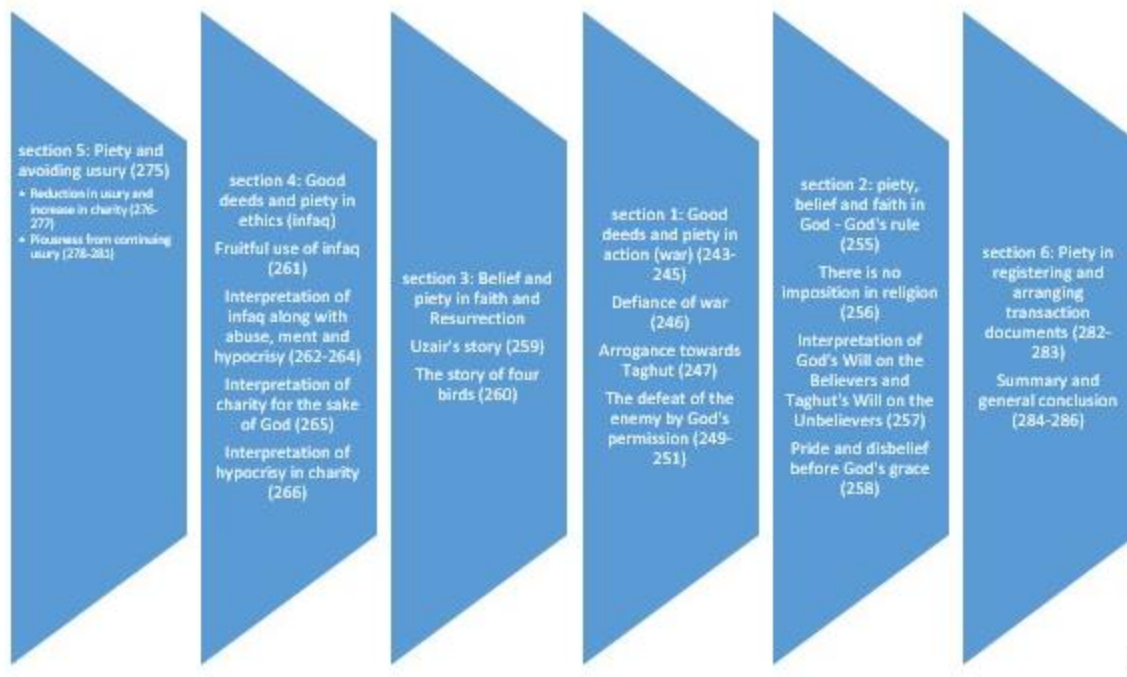 section 5: Piety and
avoiding usury (275)
• Reduction in usury and
increase in charity (276-
277)
• Piousness from continuing
usury (278-281)
section 4: Good
deeds and piety in
ethics (infaq)
Fruitful use of infaq
(261)
Interpretation of
infaq along with
abuse, ment and
hypocrisy (262-264)
Interpretation of
charity for the sake
of God (265)
Interpretation of
hypocrisy in charity
(266)
section 3: Belief and
piety in faith and
Resurrection
Uzair's story (259)
The story of four
birds (260)
section 1: Good
deeds and piety in
action (war) (243-
245)
Defiance of war
(246)
Arrogance towards
Taghut (247)
The defeat of the
enemy by God's
permission (249-
251)
section 2: piety,
belief and faith in
God - God's rule
(255)
There is no
imposition in religion
(256)
Interpretation of
God's Will on the
Believers and
Taghut's Will on the
Unbelievers (257)
Pride and disbelief
before God's grace
(258)
section 6: Piety in
registering and
arranging
transaction
documents (282-
283)
Summary and
general conclusion
(284-286)